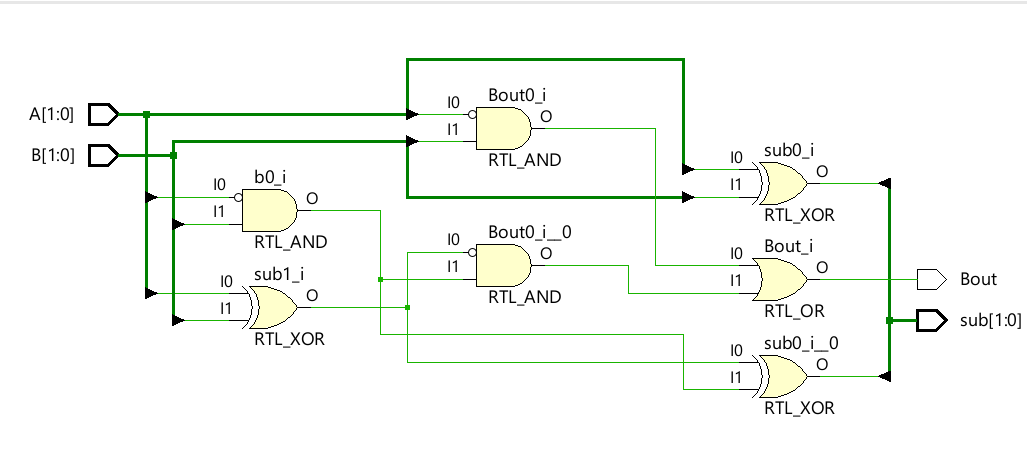 A[1:0]
B[1:0]
b0_i
I0
I1
O
RTL_AND
sub1_i
I0
I1
O
RTL_XOR
Bout0_i
I0
I1
O
RTL_AND
Bout0_i__0
I0
I1
O
RTL_AND
sub0_i
I0
I1
O
RTL_XOR
Bout_i
I0
I1
O
RTL_OR
sub0_i__0
I0
I1
O
RTL_XOR
Bout
sub[1:0]